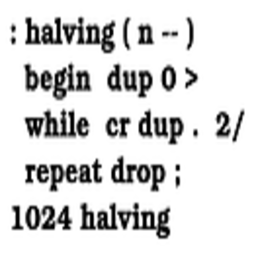 : halving ( n -- )
begin dup 0 >
while cr dup . 2/
repeat drop ;
1024 halving